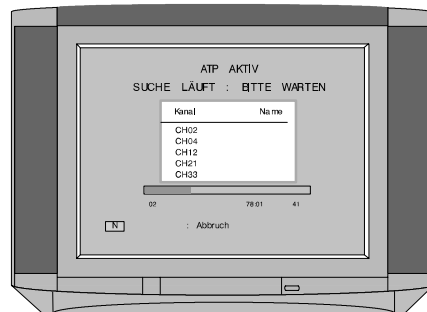 ATP AKTIV
SUCHE LÄUFT : BITTE WARTEN
Kanal Name
CH02
CH04
CH12
CH21
CH33
02 78:01 41
N : Abbruch